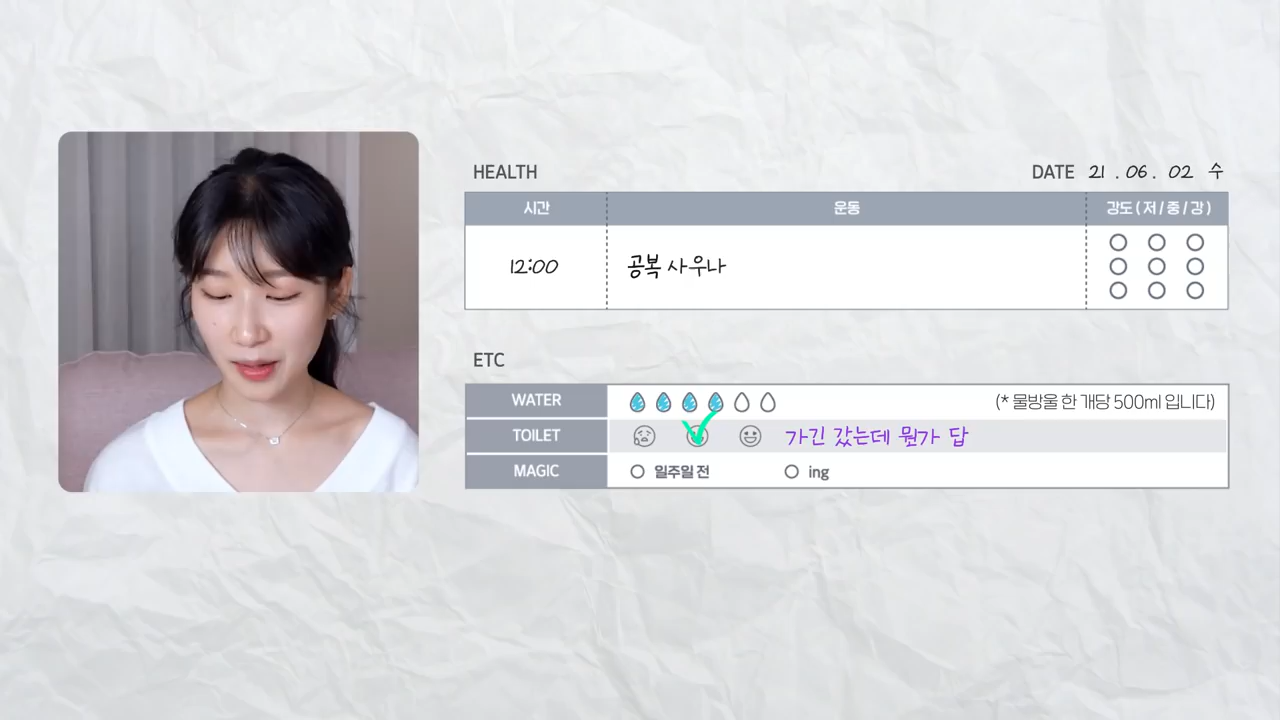 HEALTH
DATE 21 . 06 . 02 수
시간 운동 강도 ( 저 / 중 / 강 )
12:00 공복 사우나
ETC
WATER (* 물방울 한 개당 500ml 입니다)
TOILET 가긴 갔는데 뭔가 답
MAGIC 일주일 전 ing